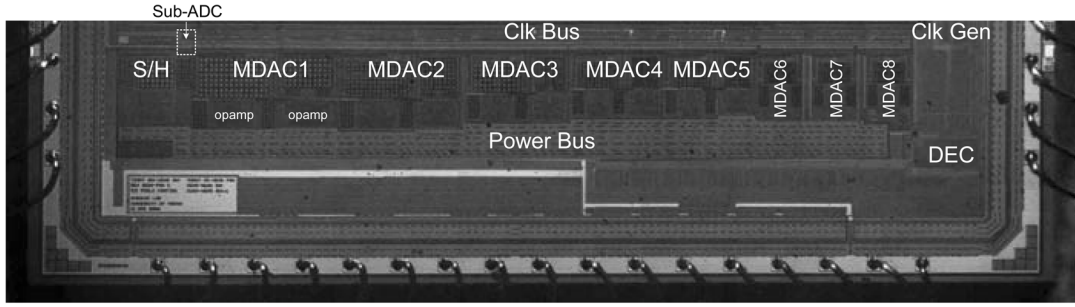 Sub-ADC
Clk Bus
Clk Gen
S/H
MDAC1
MDAC2
MDAC3
MDAC4
MDAC5
MDAC6
MDAC7
MDAC8
opamp
opamp
Power Bus
DEC